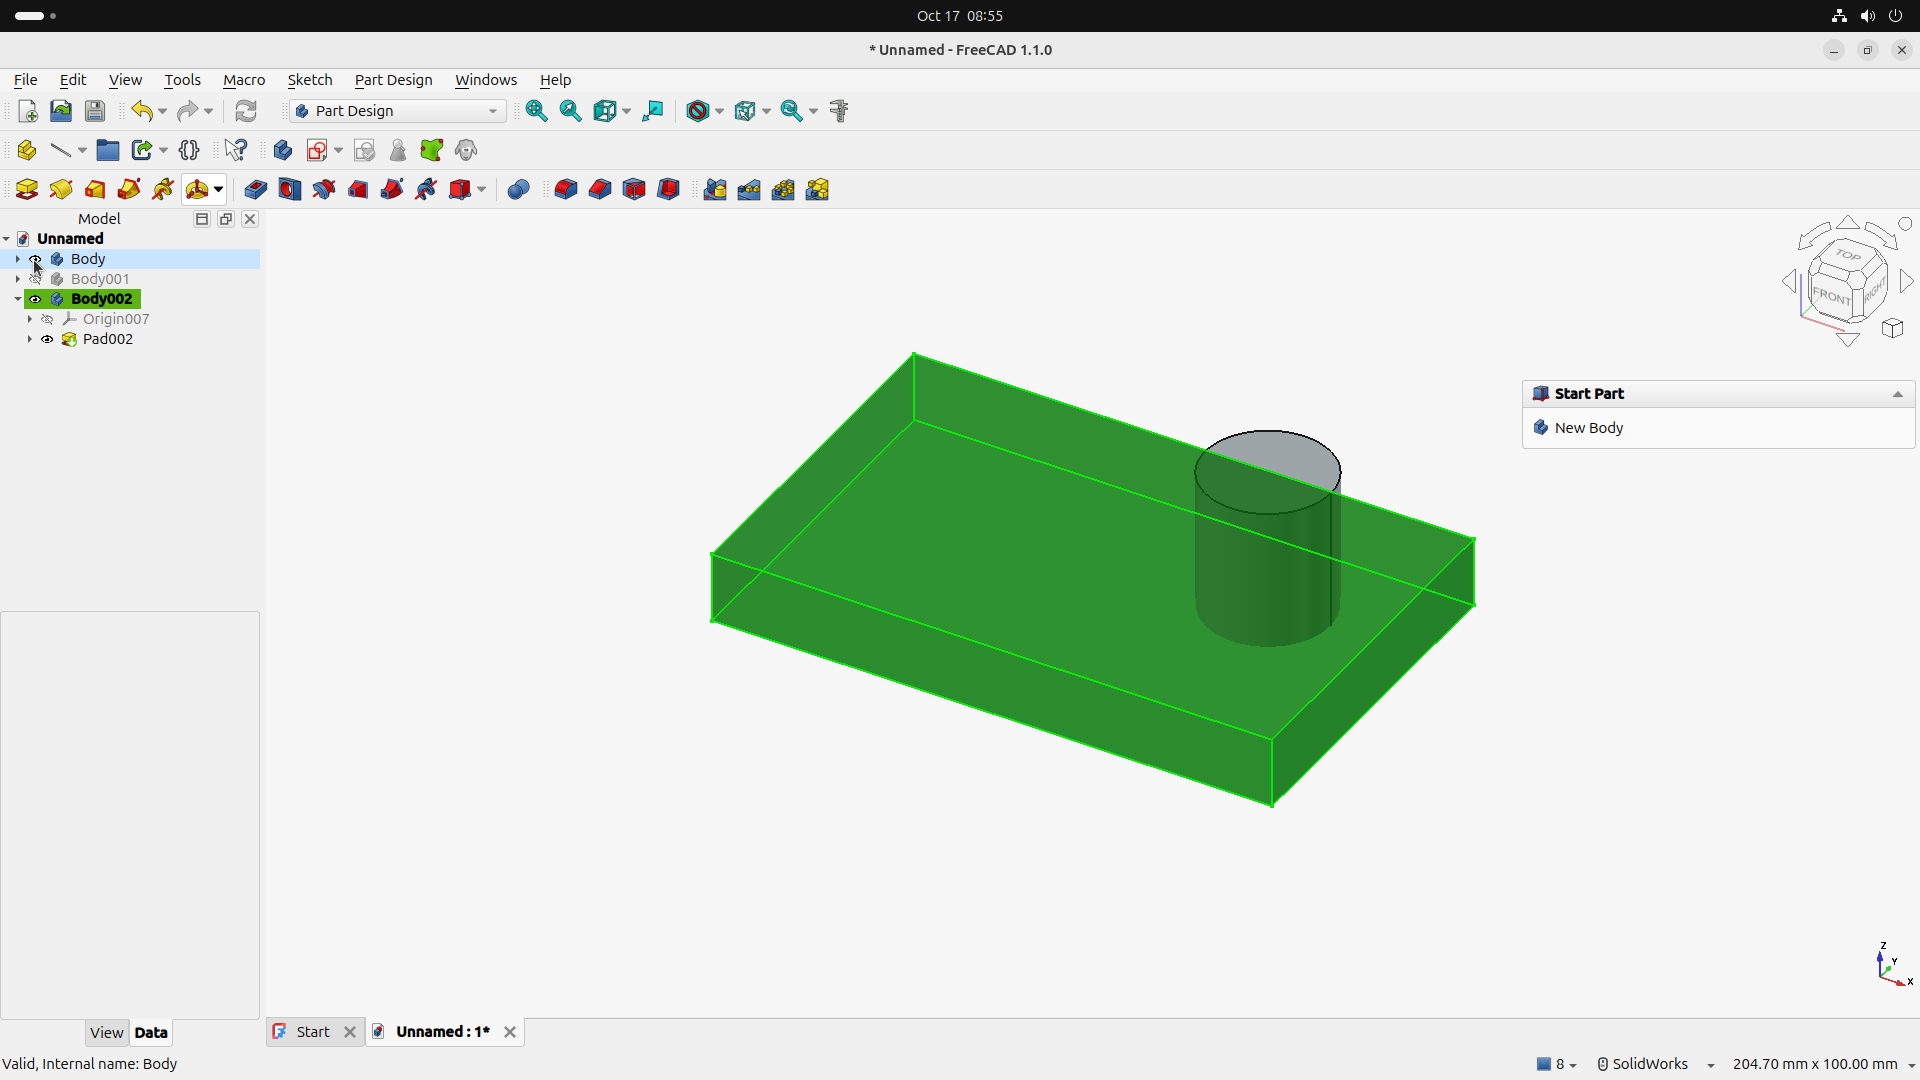 Oct 17 08:55
* Unnamed - FreeCAD 1.1.0
File Edit View Tools Macro Sketch Part Design Windows Help
Part Design
Model
Unnamed
Body
Body001
Body002
Origin007
Pad002
TOP
FRONT
RIGHT
Start Part
New Body
Z
Y
X
View Data
Start
Unnamed : 1*
Valid, Internal name: Body
8
SolidWorks
204.70 mm x 100.00 mm